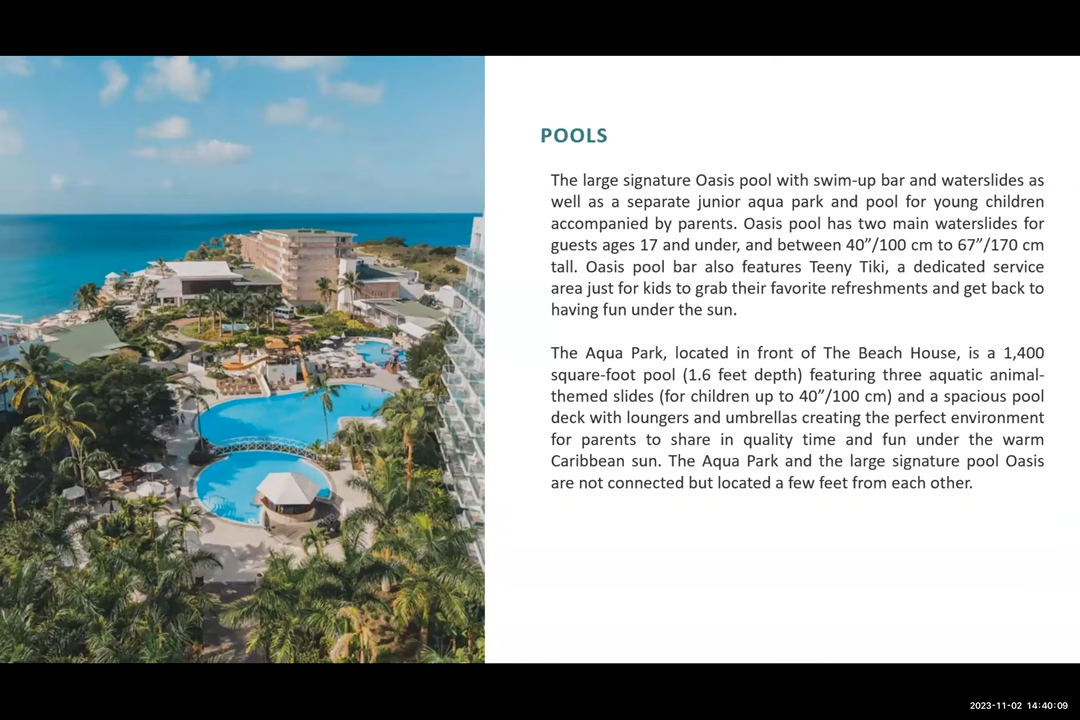 POOLS
The large signature Oasis pool with swim-up bar and waterslides as
well as a separate junior aqua park and pool for young children
accompanied by parents. Oasis pool has two main waterslides for
guests ages 17 and under, and between 40”/100 cm to 67”/170 cm
tall. Oasis pool bar also features Teeny Tiki, a dedicated service
area just for kids to grab their favorite refreshments and get back to
having fun under the sun.
The Aqua Park, located in front of The Beach House, is a 1,400
square-foot pool (1.6 feet depth) featuring three aquatic animal-
themed slides (for children up to 40”/100 cm) and a spacious pool
deck with loungers and umbrellas creating the perfect environment
for parents to share in quality time and fun under the warm
Caribbean sun. The Aqua Park and the large signature pool Oasis
are not connected but located a few feet from each other.
2023-11-02 14:40:09